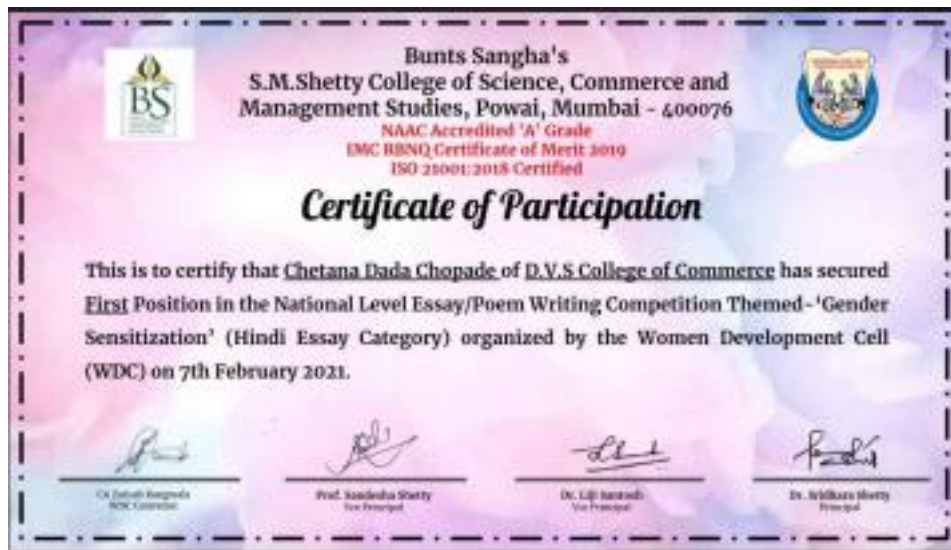 BS
Bunts Sangha's
S.M.Shetty College of Science, Commerce and
Management Studies, Powai, Mumbai - 400076
NAAC Accredited 'A' Grade
IMC RBNQ Certificate of Merit 2019
ISO 21001:2018 Certified
Certificate of Participation
This is to certify that Chetana Dada Chopade of D.V.S College of Commerce has secured
First Position in the National Level Essay/Poem Writing Competition Themed-‘Gender
Sensitization’ (Hindi Essay Category) organized by the Women Development Cell
(WDC) on 7th February 2021.
Prof. Sandesha Shetty
Vice Principal
Dr. Liji Santosh
Vice Principal
Dr. Sridhara Shetty
Principal